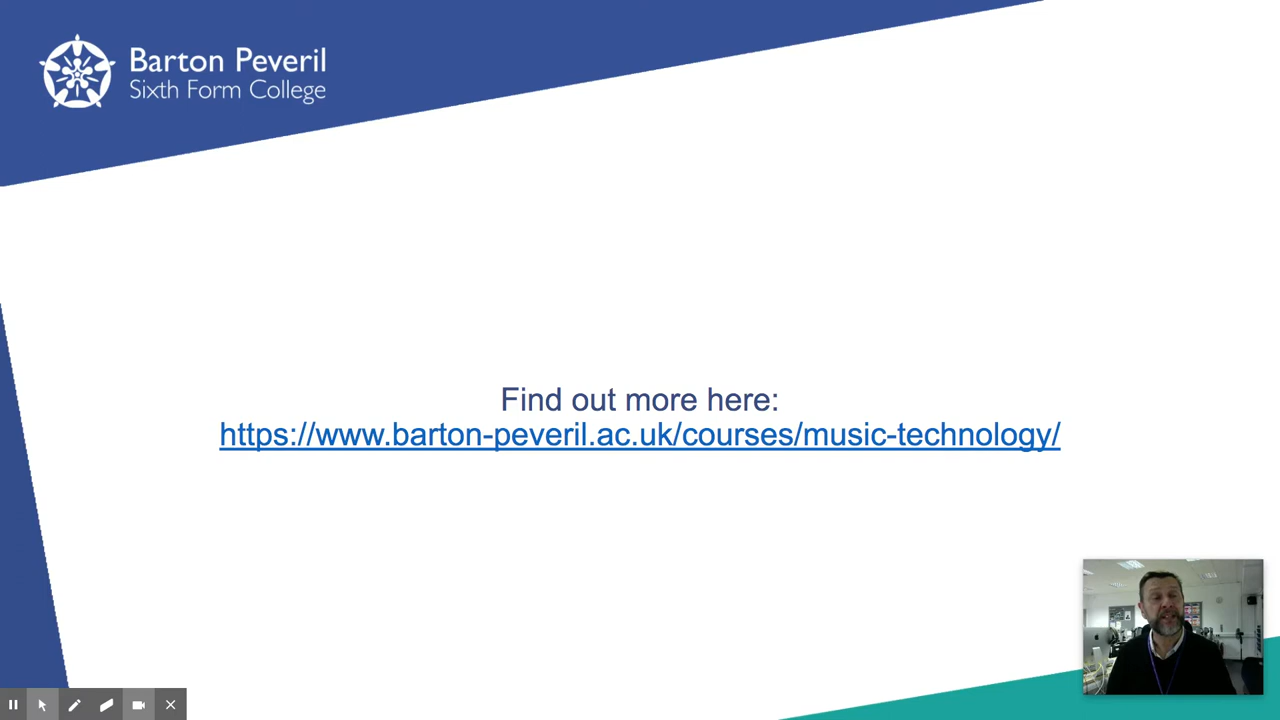 Barton Peveril
Sixth Form College
Find out more here:
https://www.barton-peveril.ac.uk/courses/music-technology/